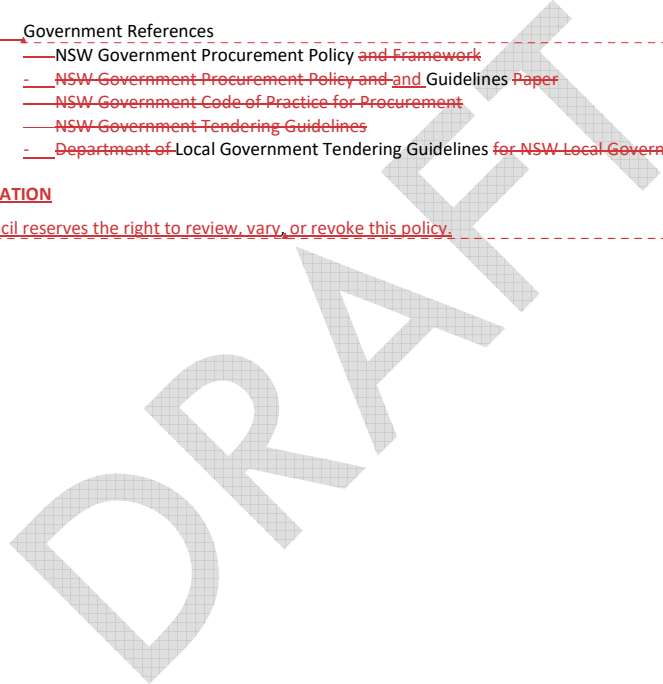 Government References
NSW Government Procurement Policy and Framework
- NSW Government Procurement Policy and and Guidelines Paper
NSW Government Code of Practice for Procurement
NSW Government Tendering Guidelines
- Department of Local Government Tendering Guidelines for NSW Local Govern
ATION
cil reserves the right to review, vary, or revoke this policy.
DRAFT